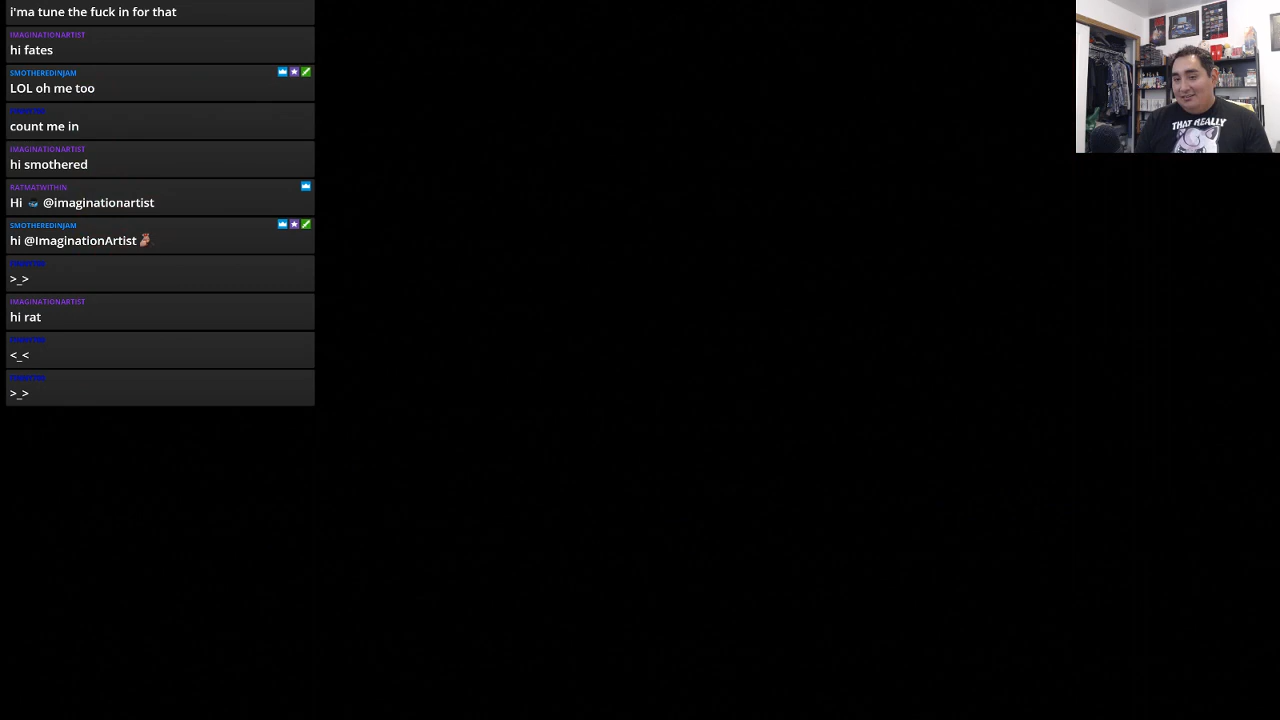 i'ma tune the fuck in for that
IMAGINATIONARTIST
hi fates
SMOTHEREDINJAM
LOL oh me too
count me in
IMAGINATIONARTIST
hi smothered
RATMATWITHIN
Hi @imaginationartist
SMOTHEREDINJAM
hi @ImaginationArtist
>_>
IMAGINATIONARTIST
hi rat
<_<
>_>
THAT REALLY